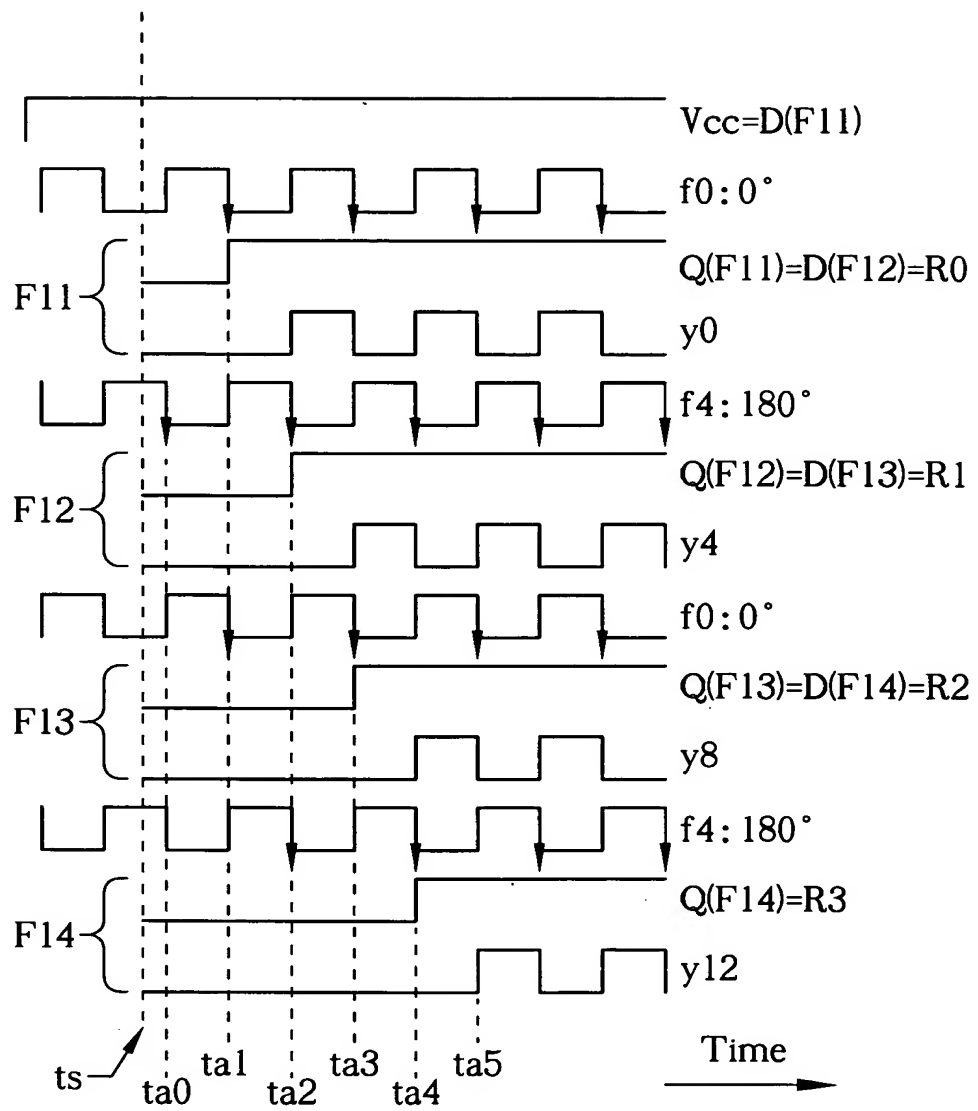 Vcc=D(F11)
f0:0°
F11
Q(F11)=D(F12)=R0
y0
f4:180°
F12
Q(F12)=D(F13)=R1
y4
f0:0°
F13
Q(F13)=D(F14)=R2
y8
f4:180°
F14
Q(F14)=R3
y12
ts
ta0
ta1
ta2
ta3
ta4
ta5
Time